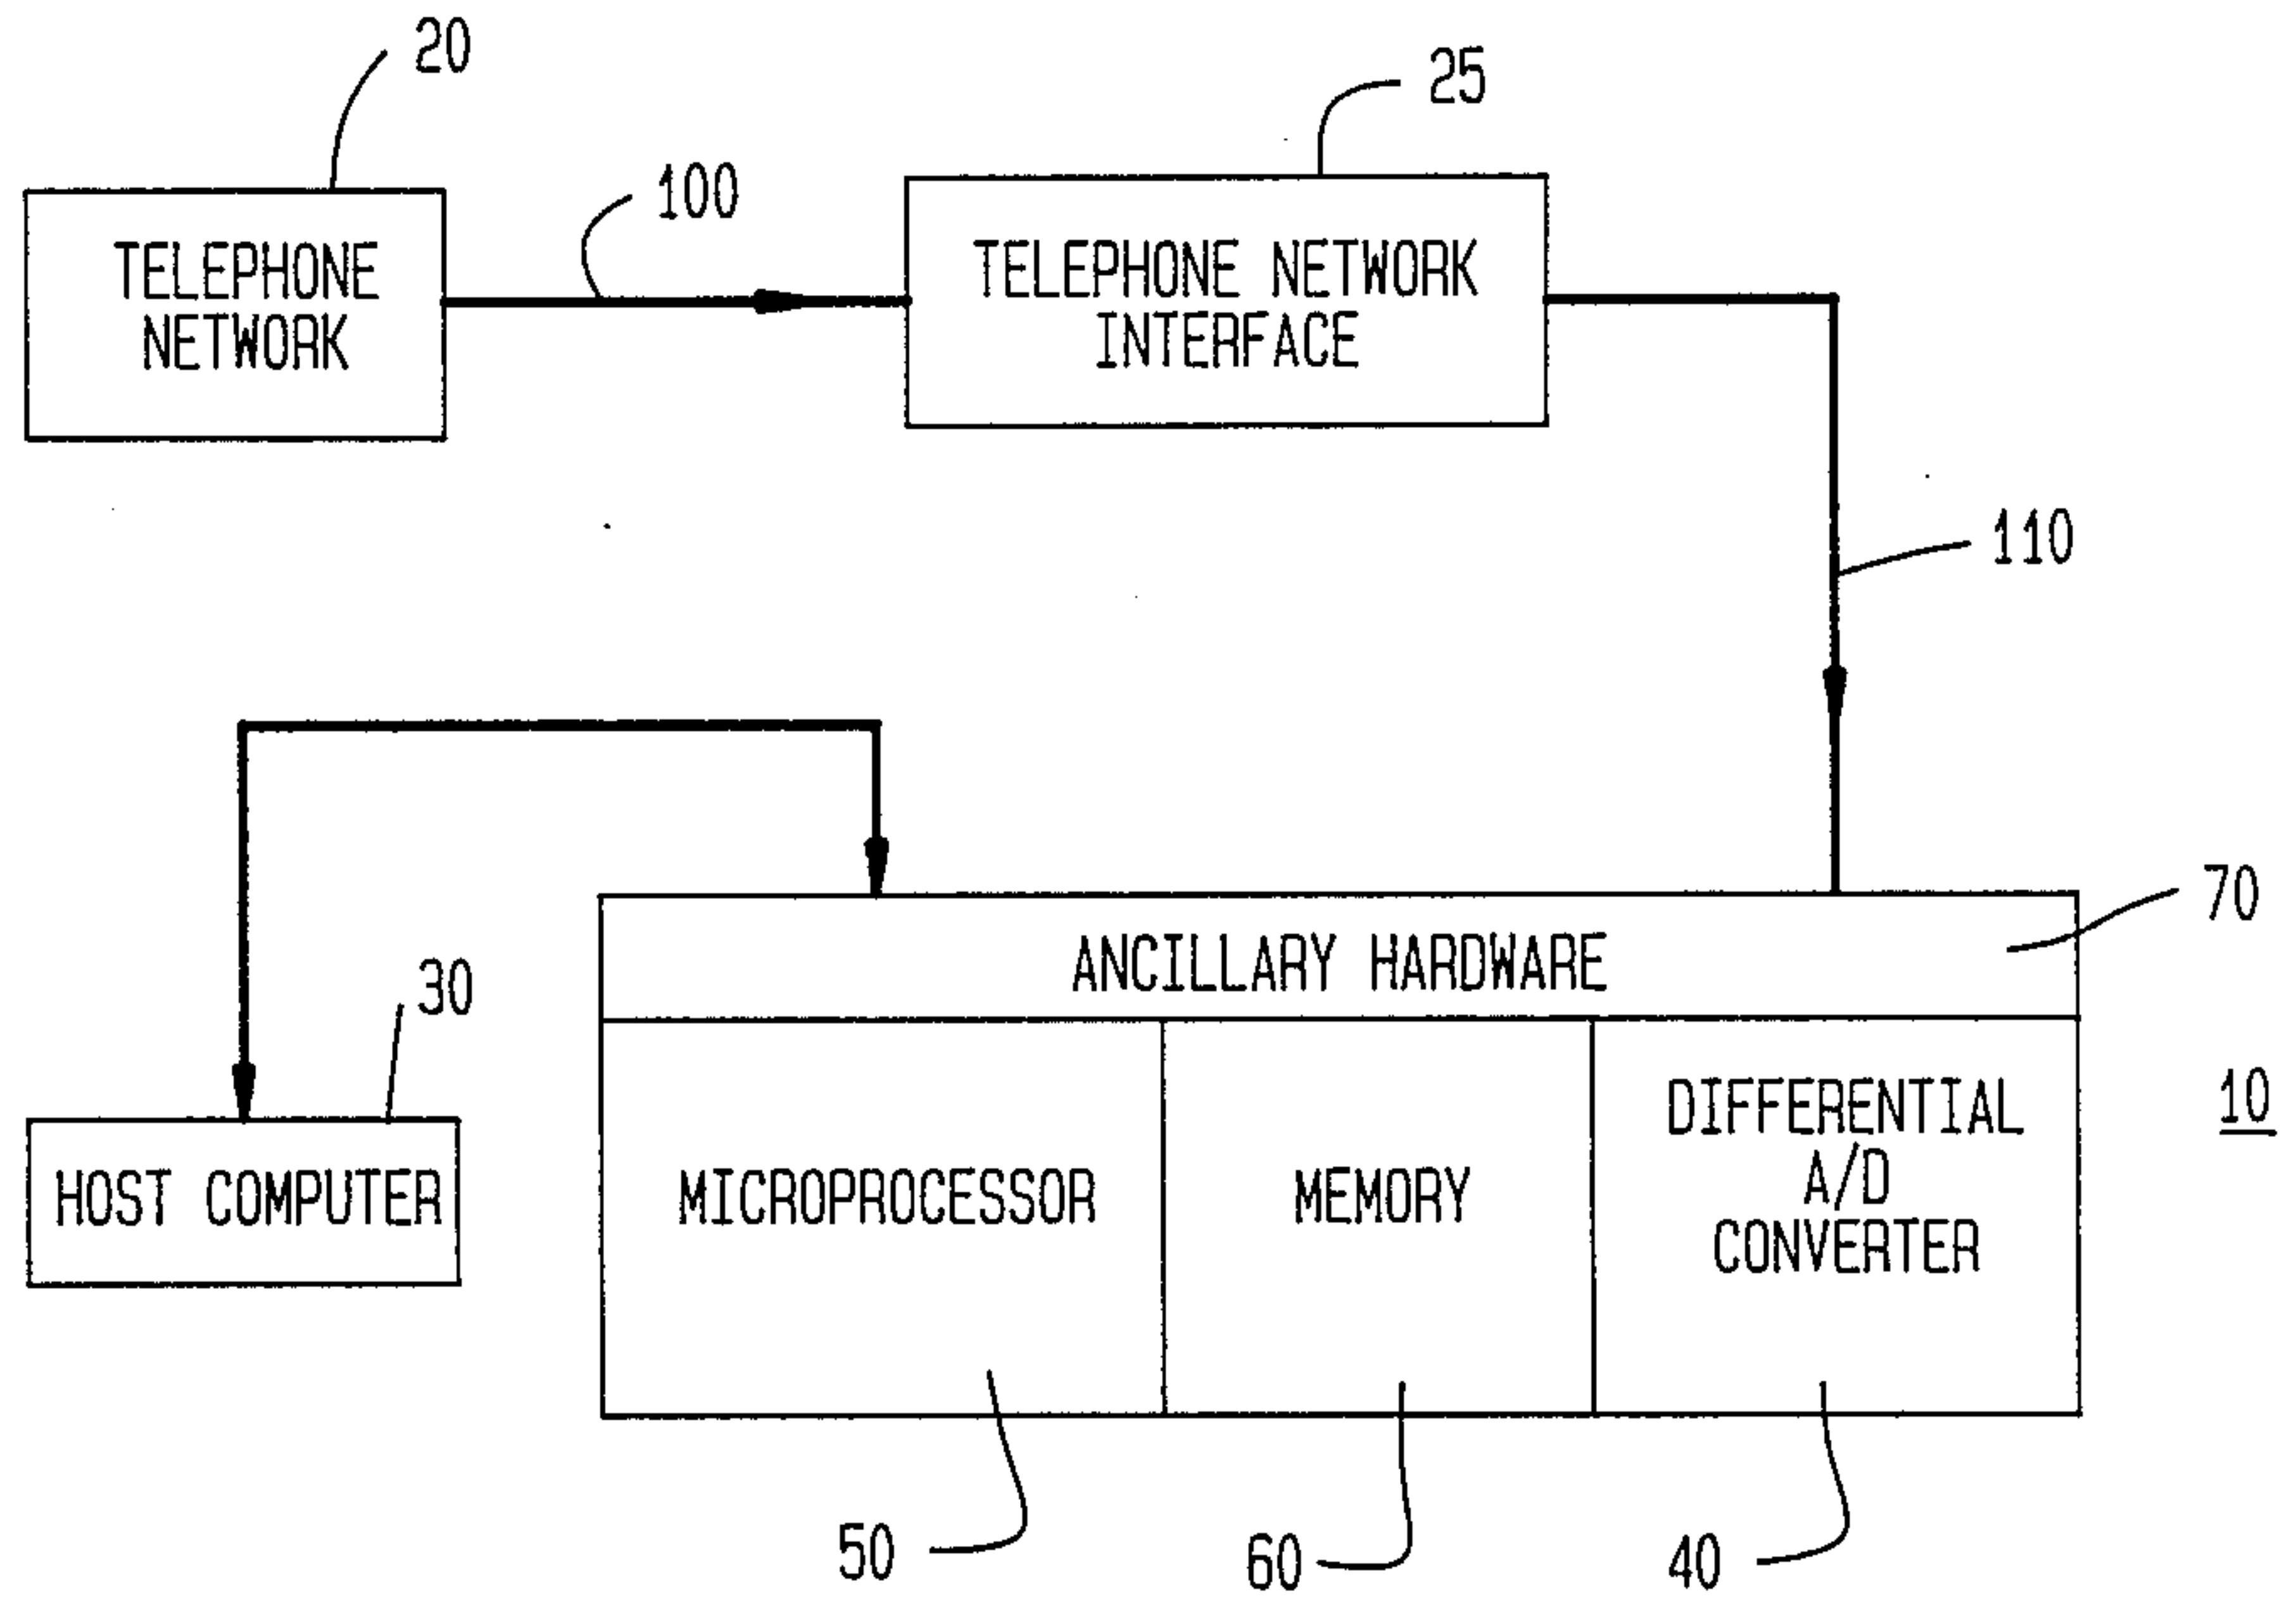 20
25
100
TELEPHONE
NETWORK
TELEPHONE NETWORK
INTERFACE
110
70
ANCILLARY HARDWARE
30
HOST COMPUTER
MICROPROCESSOR
MEMORY
DIFFERENTIAL
A/D
CONVERTER
10
50
60
40